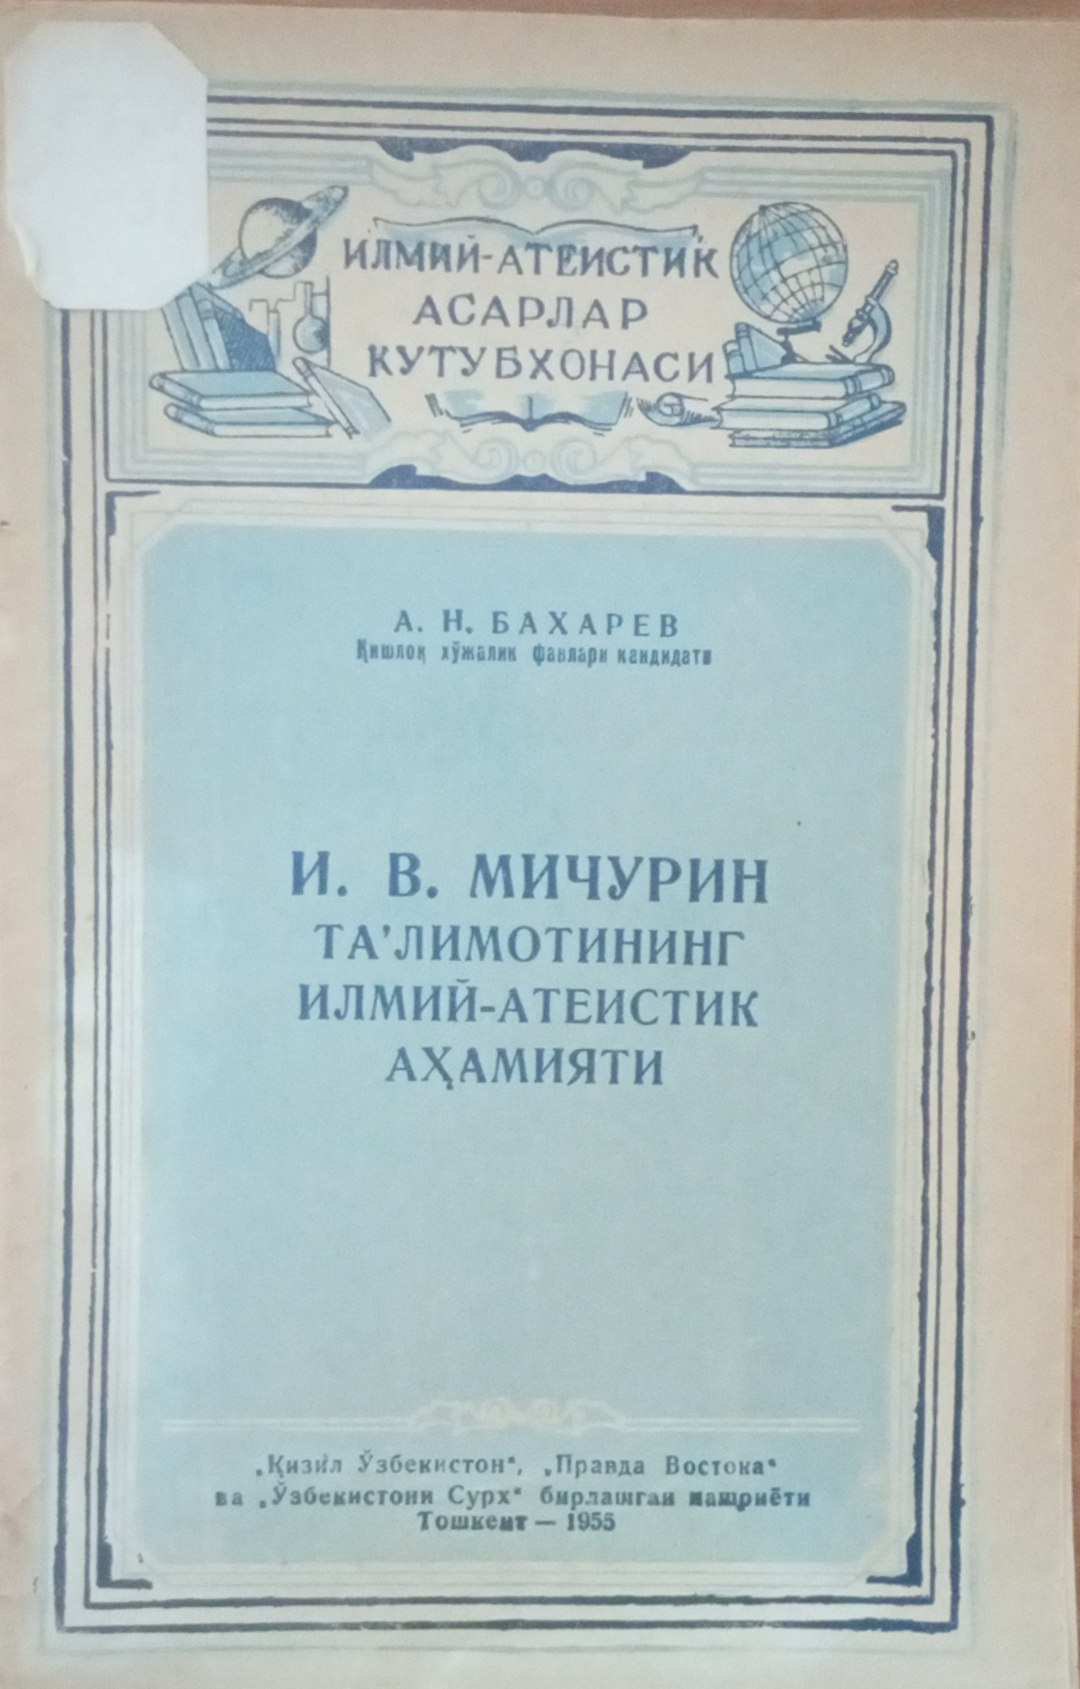 ИЛМИЙ-АТЕИСТИК
АСАРЛАР
КУТУБХОНАСИ
А. Н. БАХАРЕВ
Қишлоқ хўжалик фанлари кандидати
И. В. МИЧУРИН
ТА’ЛИМОТИНИНГ
ИЛМИЙ-АТЕИСТИК
АҲАМИЯТИ
„Қизил Ўзбекистон“, „Правда Востока“
ва „Ўзбекистони Сурх“ бирлашган нашриёти
Тошкент — 1955